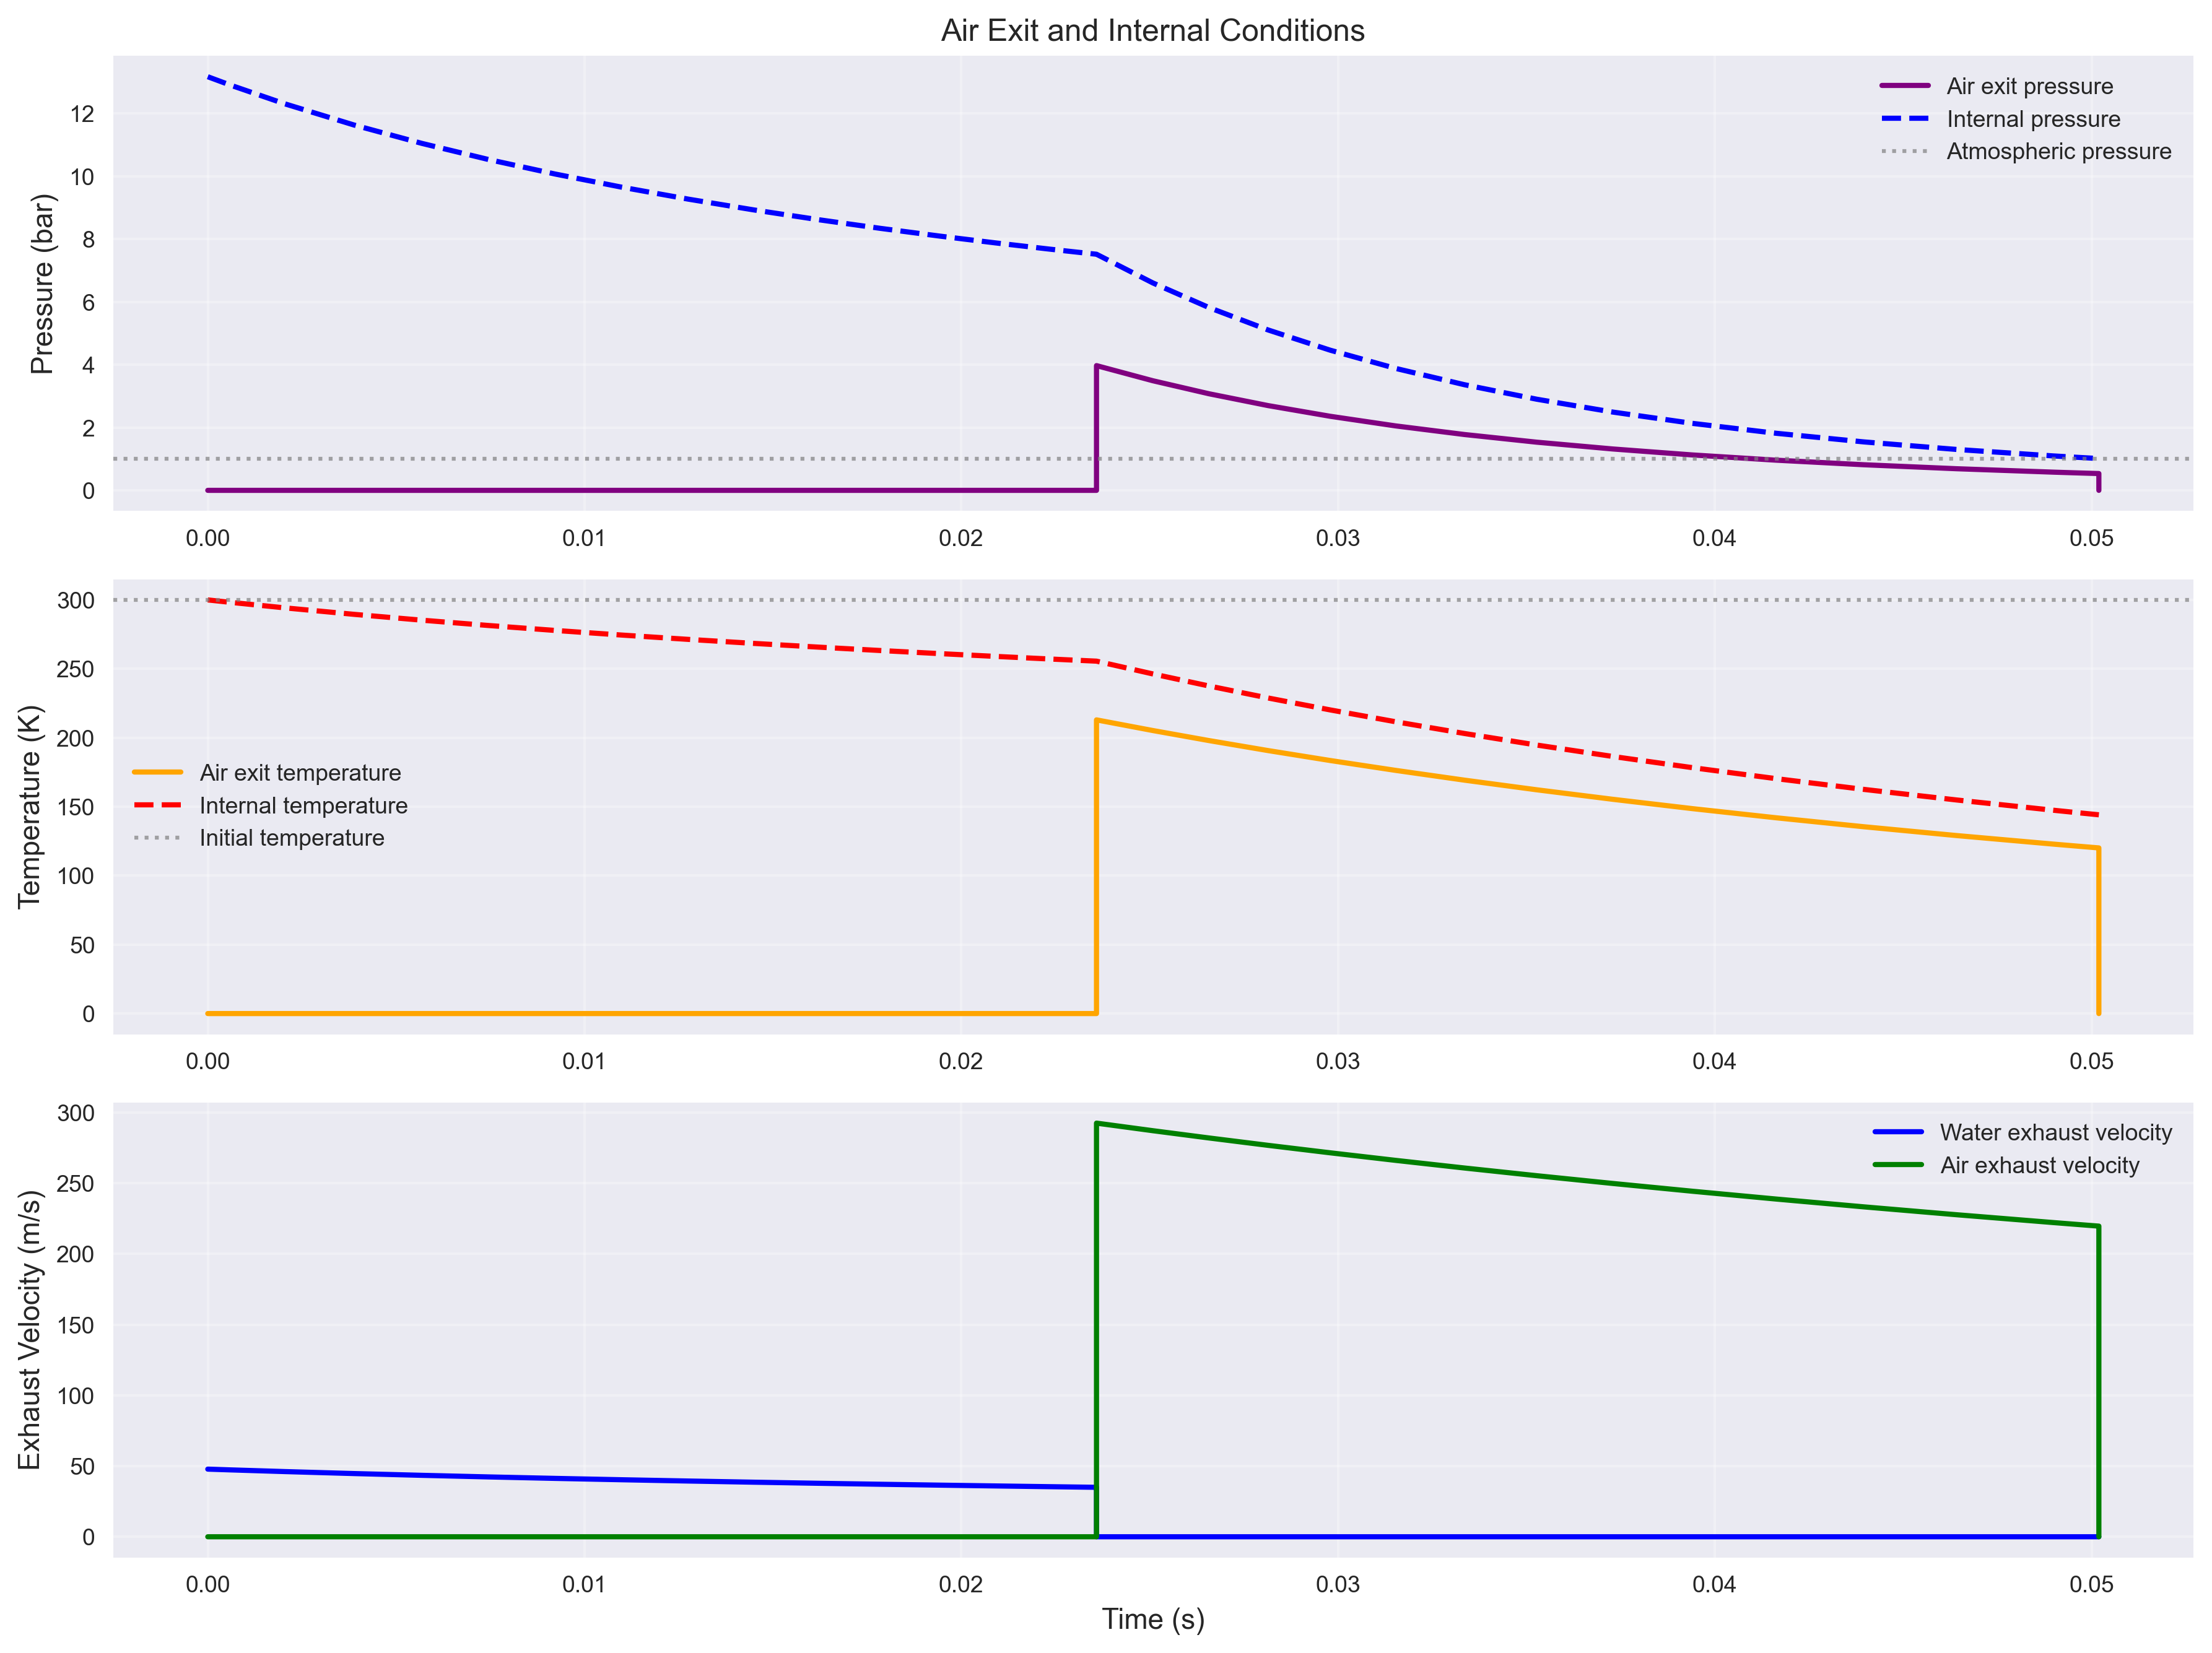 Air Exit and Internal Conditions
Pressure (bar)
12
10
8
6
4
2
0
Air exit pressure
Internal pressure
Atmospheric pressure
0.00 0.01 0.02 0.03 0.04 0.05
Temperature (K)
300
250
200
150
100
50
0
Air exit temperature
Internal temperature
Initial temperature
0.00 0.01 0.02 0.03 0.04 0.05
Exhaust Velocity (m/s)
300
250
200
150
100
50
0
Water exhaust velocity
Air exhaust velocity
0.00 0.01 0.02 0.03 0.04 0.05
Time (s)